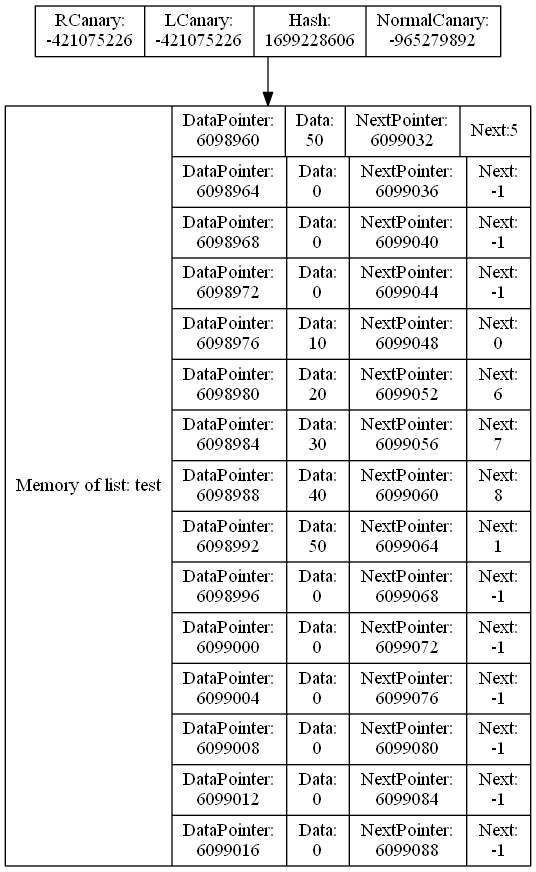 RCanary: LCanary: Hash: NormalCanary:
-421075226 -421075226 1699228606 -965279892
DataPointer: Data: NextPointer:
6098960 50 6099032 Next:5
DataPointer: Data: NextPointer: Next:
6098964 0 6099036 -1
DataPointer: Data: NextPointer: Next:
6098968 0 6099040 -1
DataPointer: Data: NextPointer: Next:
6098972 0 6099044 -1
DataPointer: Data: NextPointer: Next:
6098976 10 6099048 0
DataPointer: Data: NextPointer: Next:
6098980 20 6099052 6
DataPointer: Data: NextPointer: Next:
6098984 30 6099056 7
Memory of list: test
DataPointer: Data: NextPointer: Next:
6098988 40 6099060 8
DataPointer: Data: NextPointer: Next:
6098992 50 6099064 1
DataPointer: Data: NextPointer: Next:
6098996 0 6099068 -1
DataPointer: Data: NextPointer: Next:
6099000 0 6099072 -1
DataPointer: Data: NextPointer: Next:
6099004 0 6099076 -1
DataPointer: Data: NextPointer: Next:
6099008 0 6099080 -1
DataPointer: Data: NextPointer: Next:
6099012 0 6099084 -1
DataPointer: Data: NextPointer: Next:
6099016 0 6099088 -1